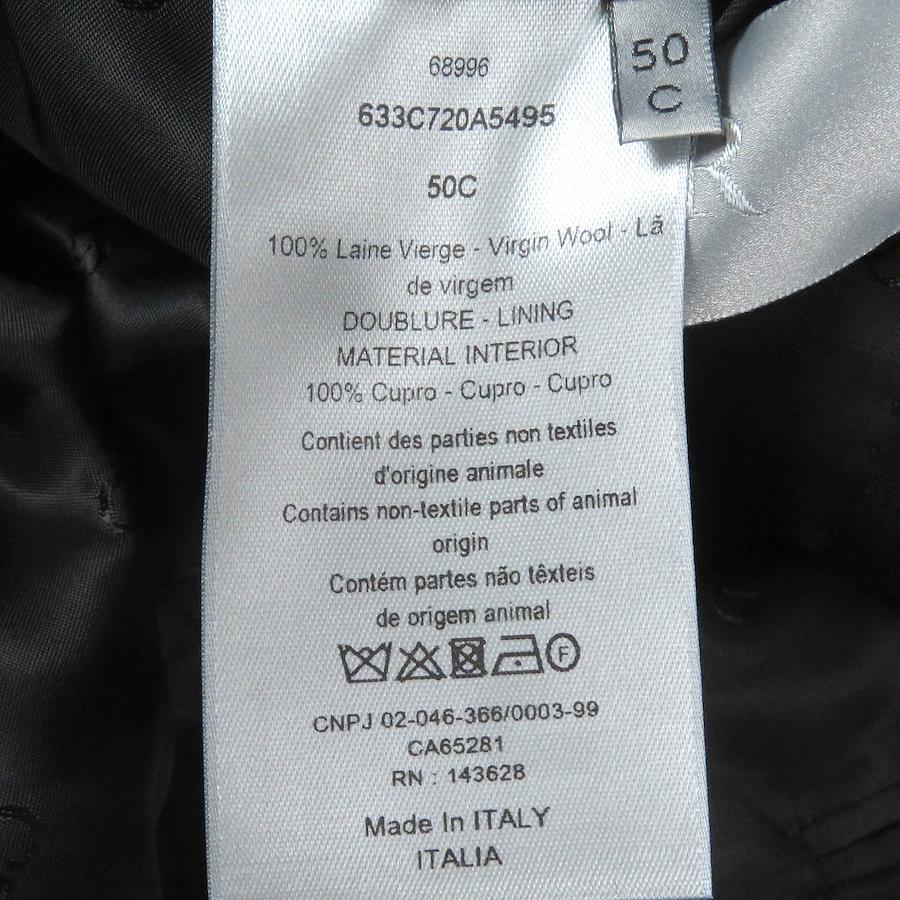 68996
633C720A5495
50C
50
C
100% Laine Vierge - Virgin Wool - Lã
de virgem
DOUBLURE - LINING
MATERIAL INTERIOR
100% Cupro - Cupro - Cupro
Contient des parties non textiles
d'origine animale
Contains non-textile parts of animal
origin
Contém partes não têxteis
de origem animal
F
CNPJ 02-046-366/0003-99
CA65281
RN : 143628
Made In ITALY
ITALIA